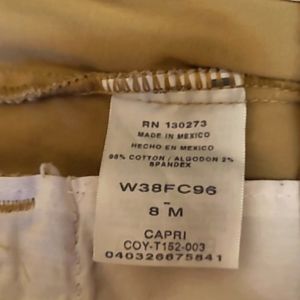 RN 130273
MADE IN MEXICO
HECHO EN MEXICO
98% COTTON / ALGODON 2%
SPANDEX
W38FC96
-
8 M
CAPRI
COY-T152-003
040326675841